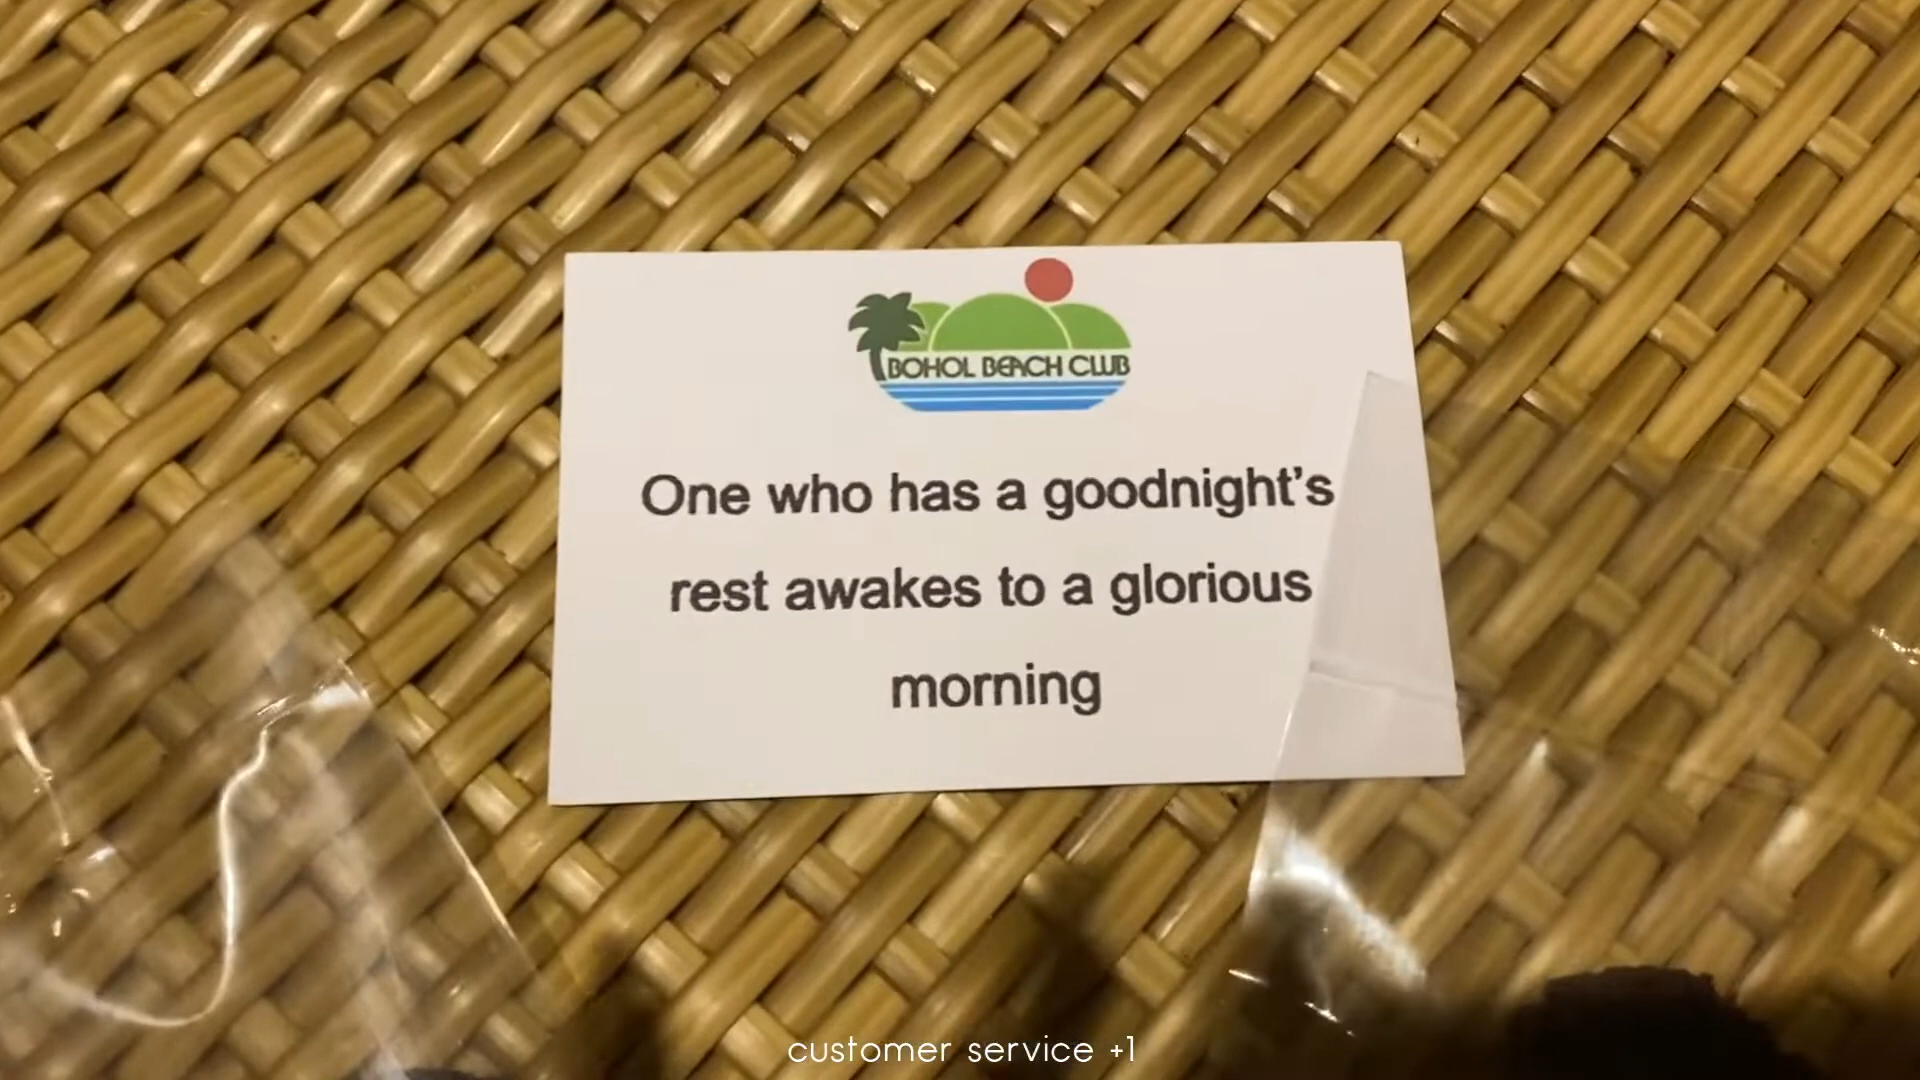 BOHOL BEACH CLUB
One who has a goodnight's
rest awakes to a glorious
morning
customer service +1